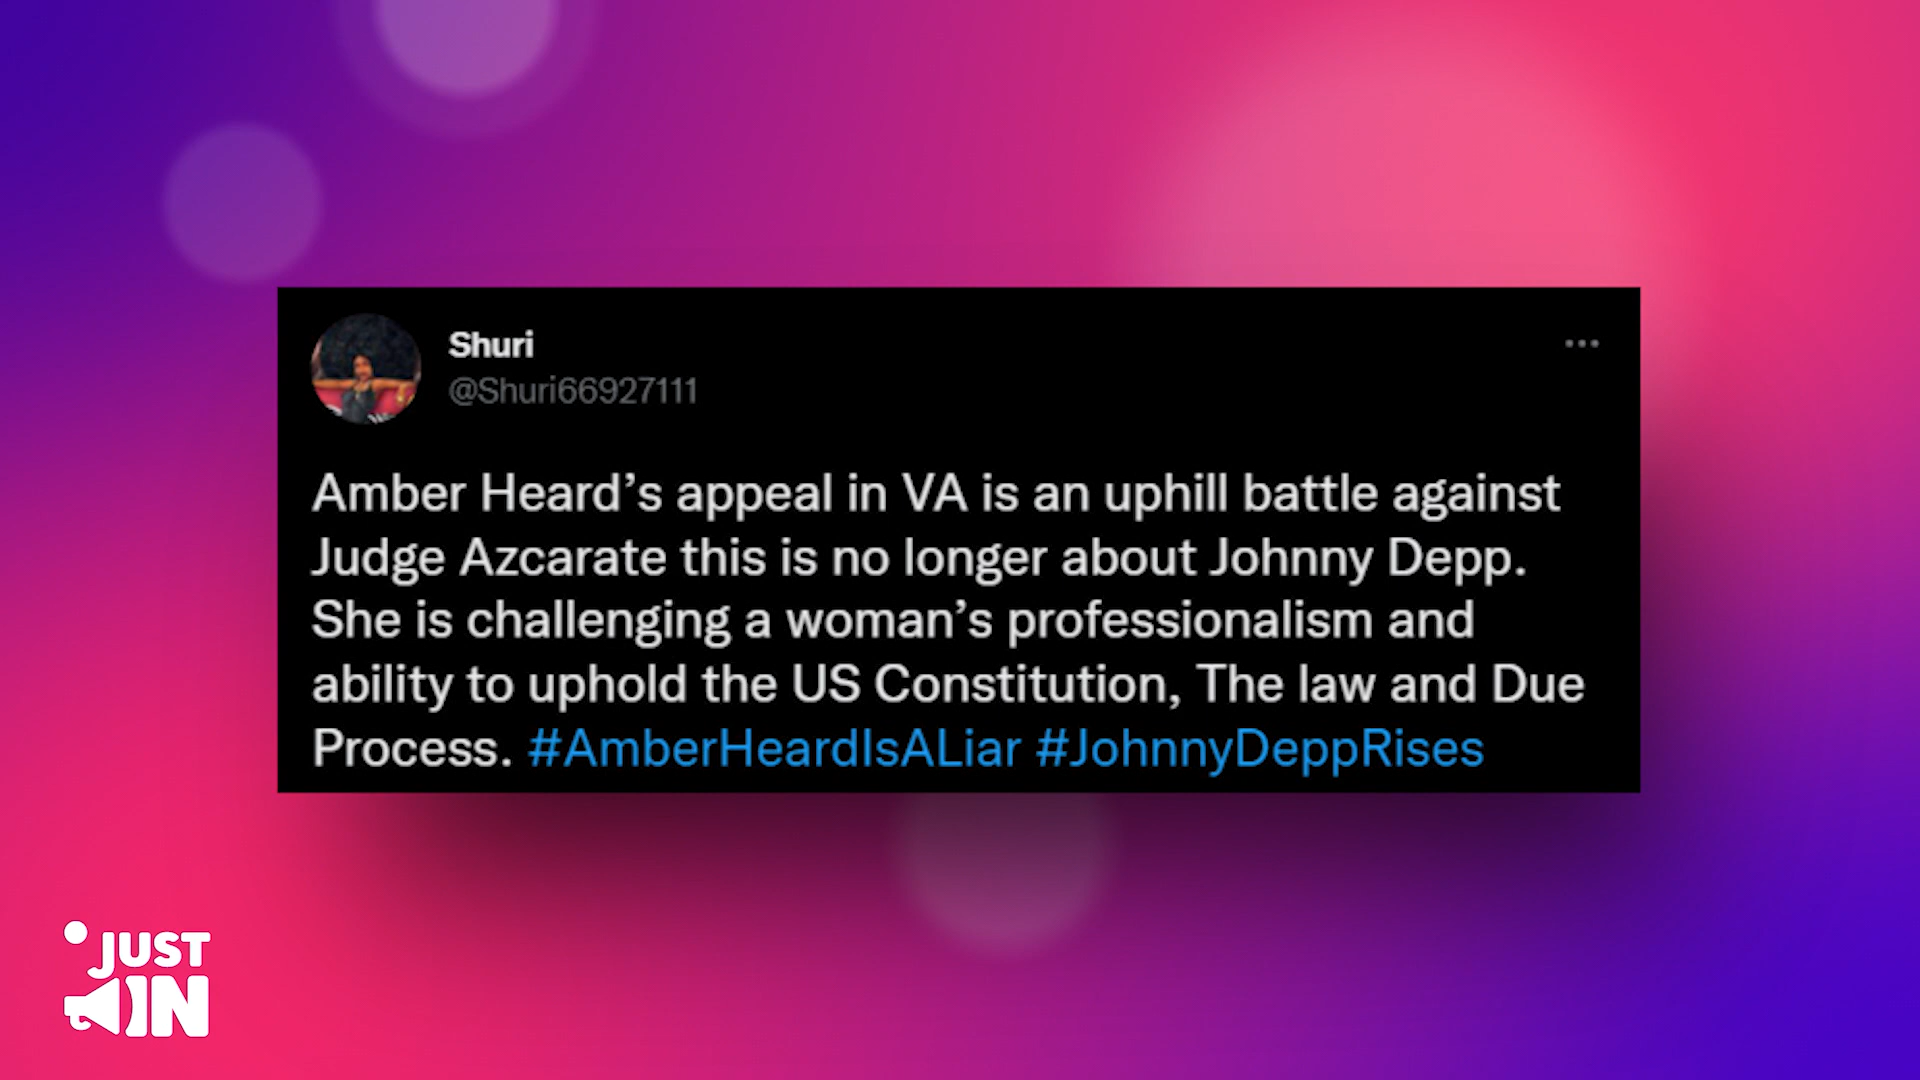 Shuri
@Shuri66927111
Amber Heard’s appeal in VA is an uphill battle against
Judge Azcarate this is no longer about Johnny Depp.
She is challenging a woman’s professionalism and
ability to uphold the US Constitution, The law and Due
Process. #AmberHeardIsALiar #JohnnyDeppRises
JUST
IN